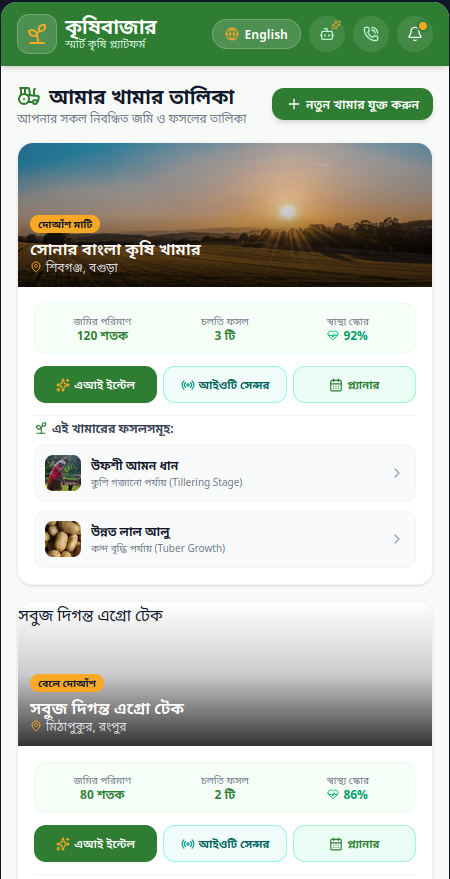 কৃষিবাজার
স্মার্ট কৃষি প্ল্যাটফর্ম
English
আমার খামার তালিকা
আপনার সকল নিবন্ধিত জমি ও ফসলের তালিকা
+ নতুন খামার যুক্ত করুন
দোআঁশ মাটি
সোনার বাংলা কৃষি খামার
শিবগঞ্জ, বগুড়া
জমির পরিমাণ চলতি ফসল স্বাস্থ্য স্কোর
120 শতক 3 টি 92%
এআই ইন্টেল আইওটি সেন্সর প্ল্যানার
এই খামারের ফসলসমূহ:
উফশী আমন ধান
কুশি গজানো পর্যায় (Tillering Stage)
উন্নত লাল আলু
কন্দ বৃদ্ধি পর্যায় (Tuber Growth)
সবুজ দিগন্ত এগ্রো টেক
বেলে দোআঁশ
সবুজ দিগন্ত এগ্রো টেক
মিঠাপুকুর, রংপুর
জমির পরিমাণ চলতি ফসল স্বাস্থ্য স্কোর
80 শতক 2 টি 86%
এআই ইন্টেল আইওটি সেন্সর প্ল্যানার